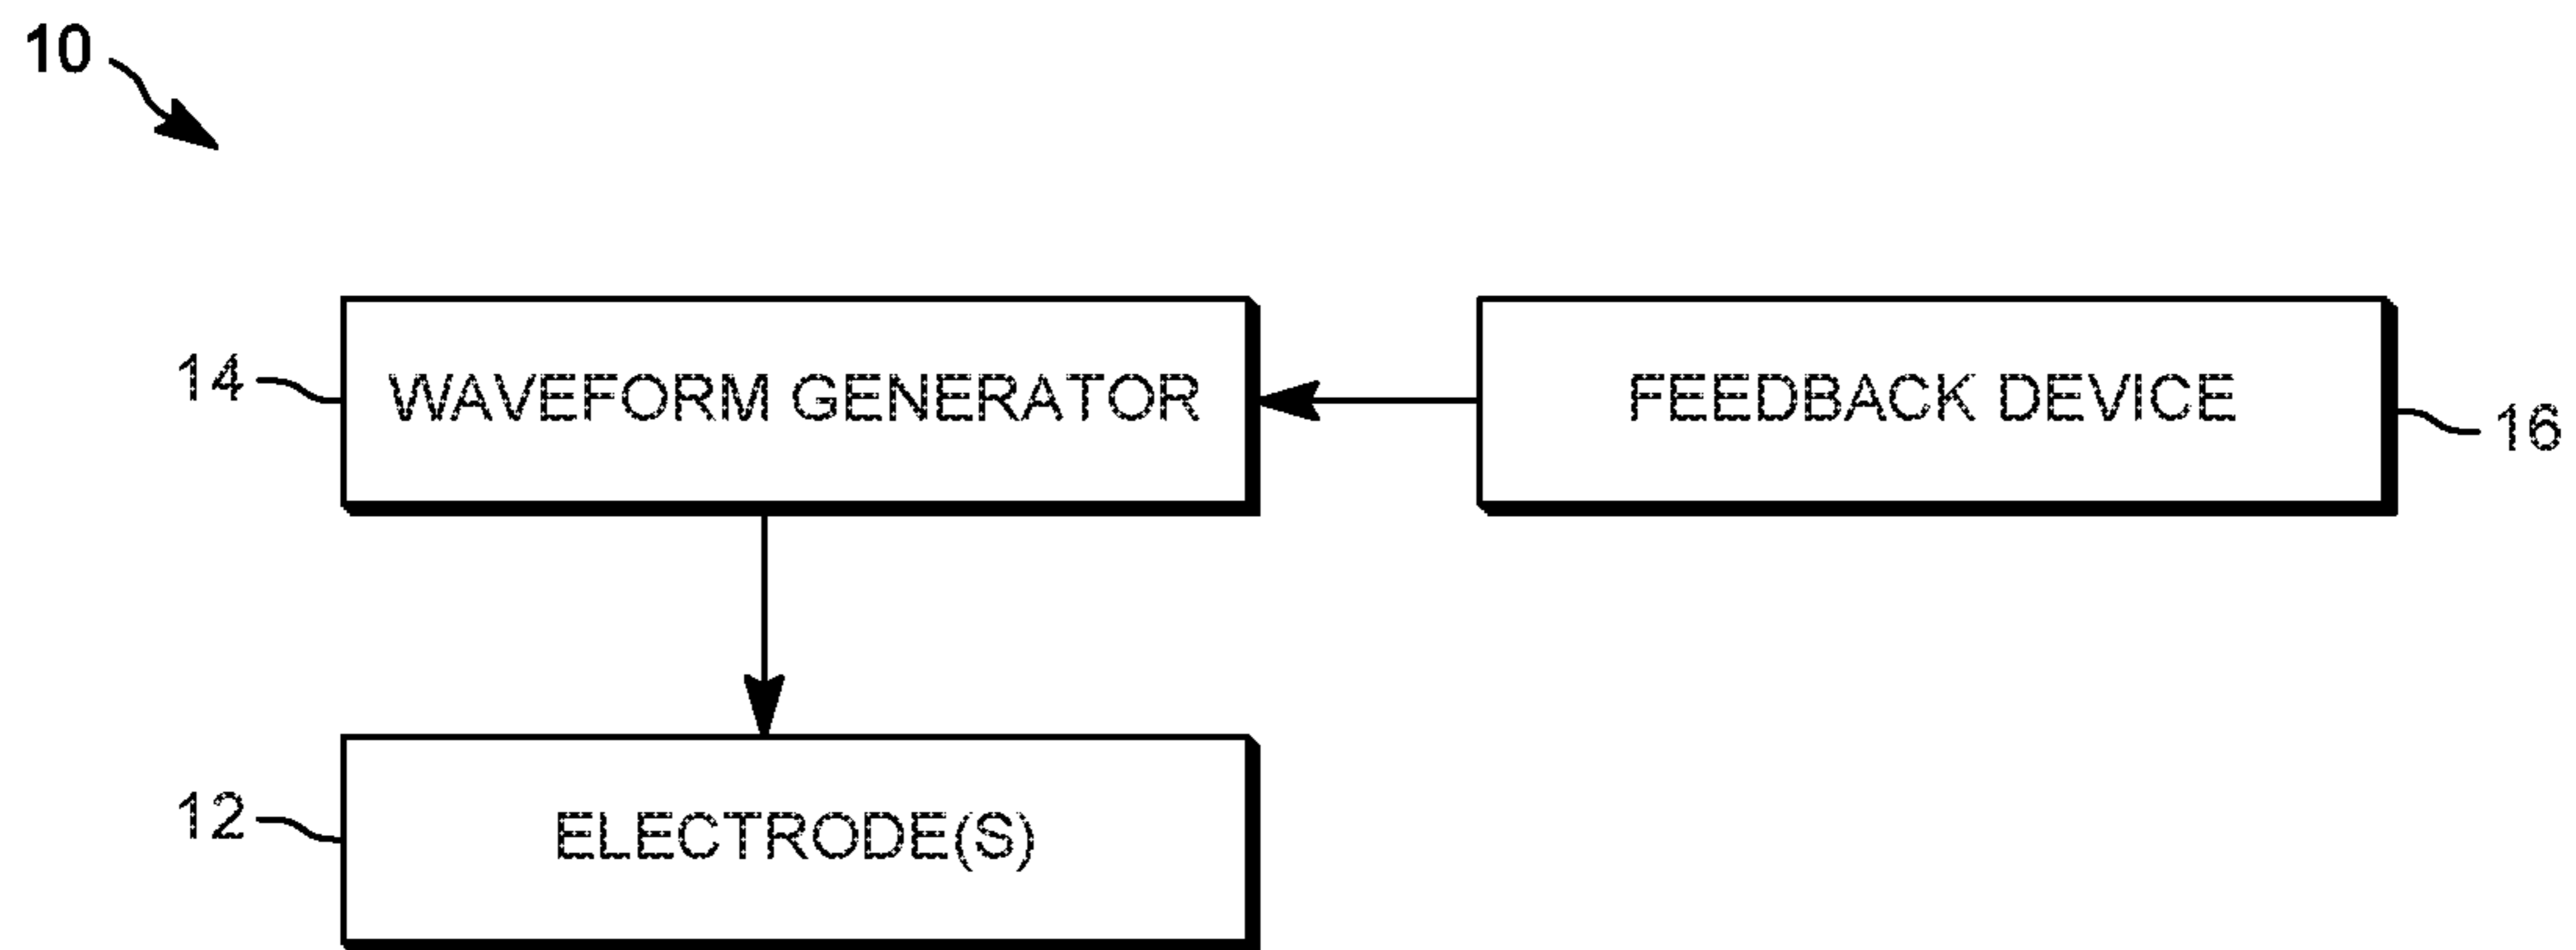 10
14
WAVEFORM GENERATOR
FEEDBACK DEVICE
16
12
ELECTRODE(S)